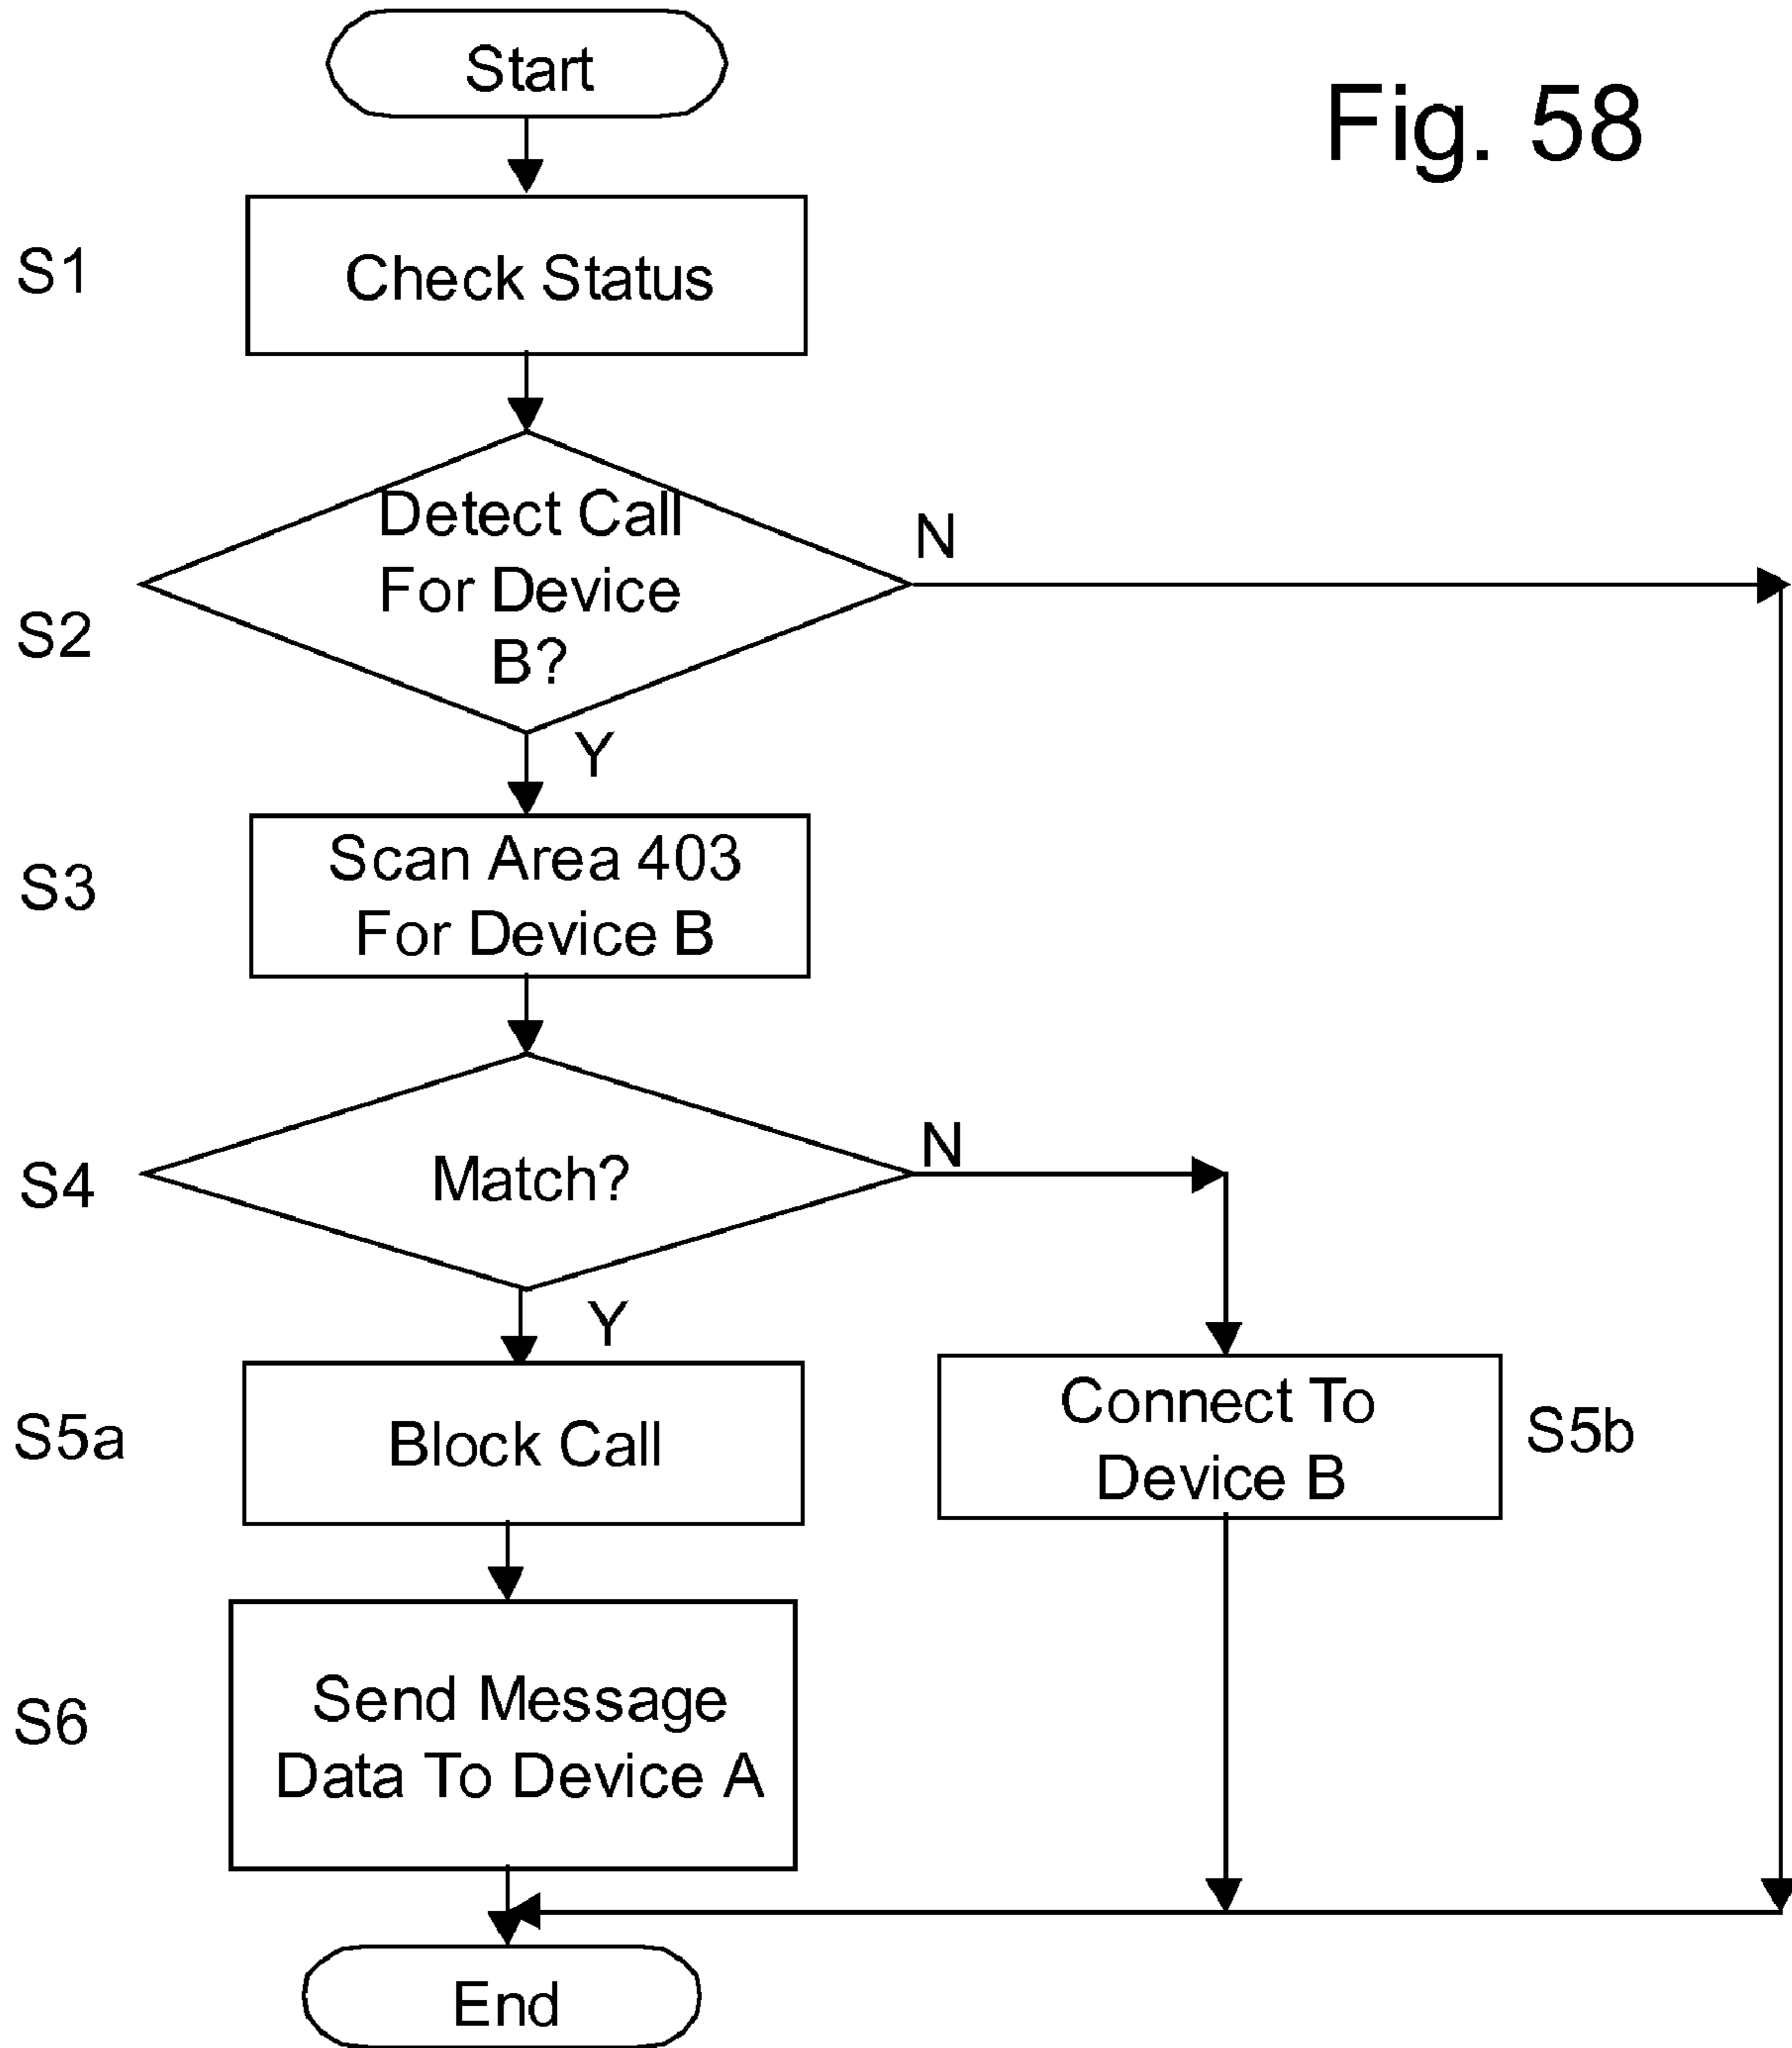 Start
Fig. 58
S1
Check Status
Detect Call
For Device
B?
N
S2
Y
Scan Area 403
For Device B
S3
N
S4
Match?
Y
S5a
Block Call
Connect To
Device B
S5b
S6
Send Message
Data To Device A
End